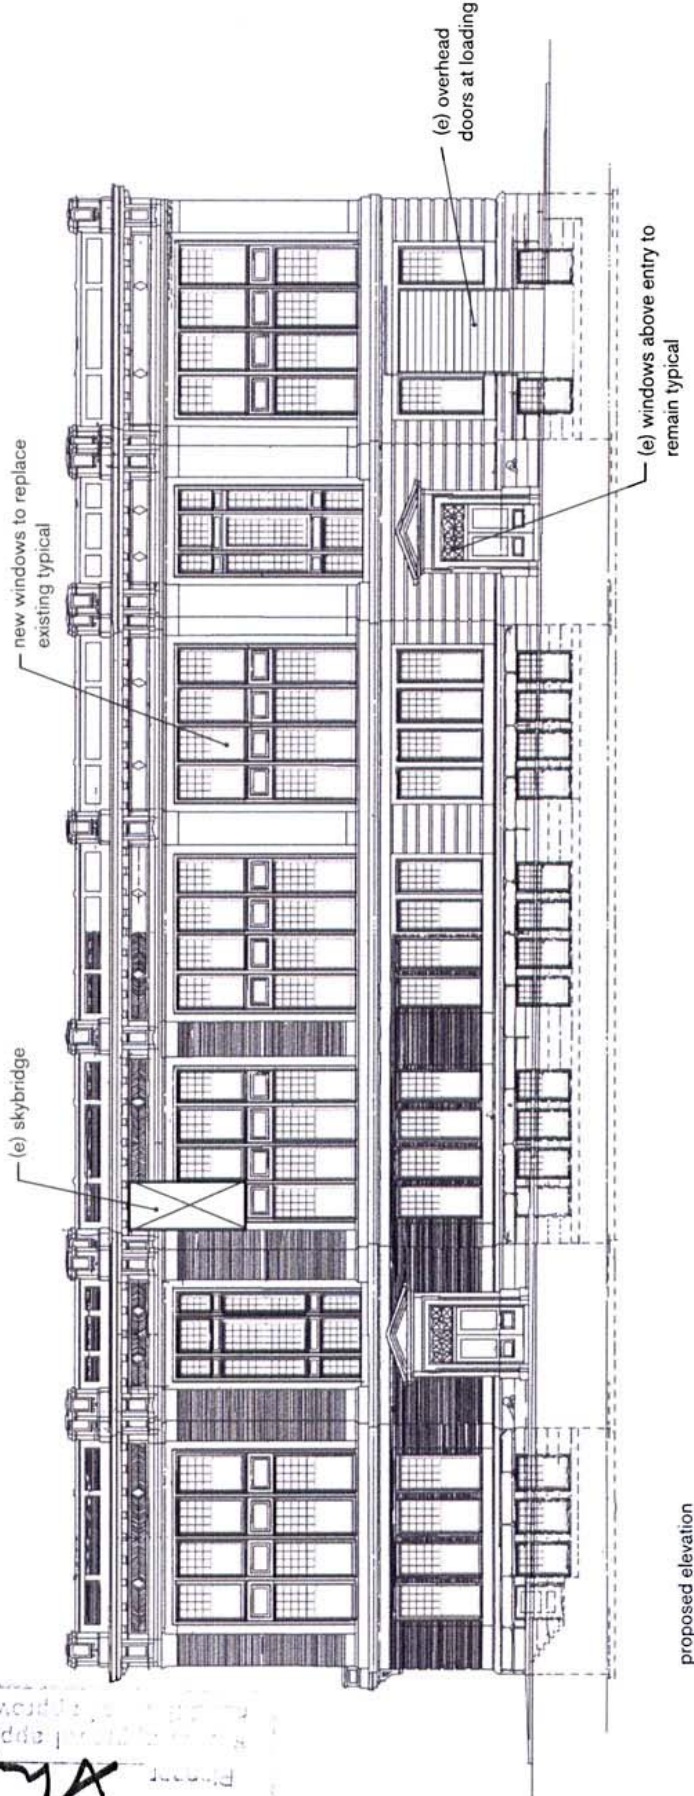 (e) skybridge
new windows to replace
existing typical
(e) overhead
doors at loading
(e) windows above entry to
remain typical
proposed elevation